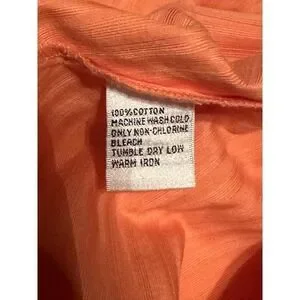 100% COTTON
MACHINE WASH COLD
ONLY NON-CHLORINE
BLEACH
TUMBLE DRY LOW
WARM IRON